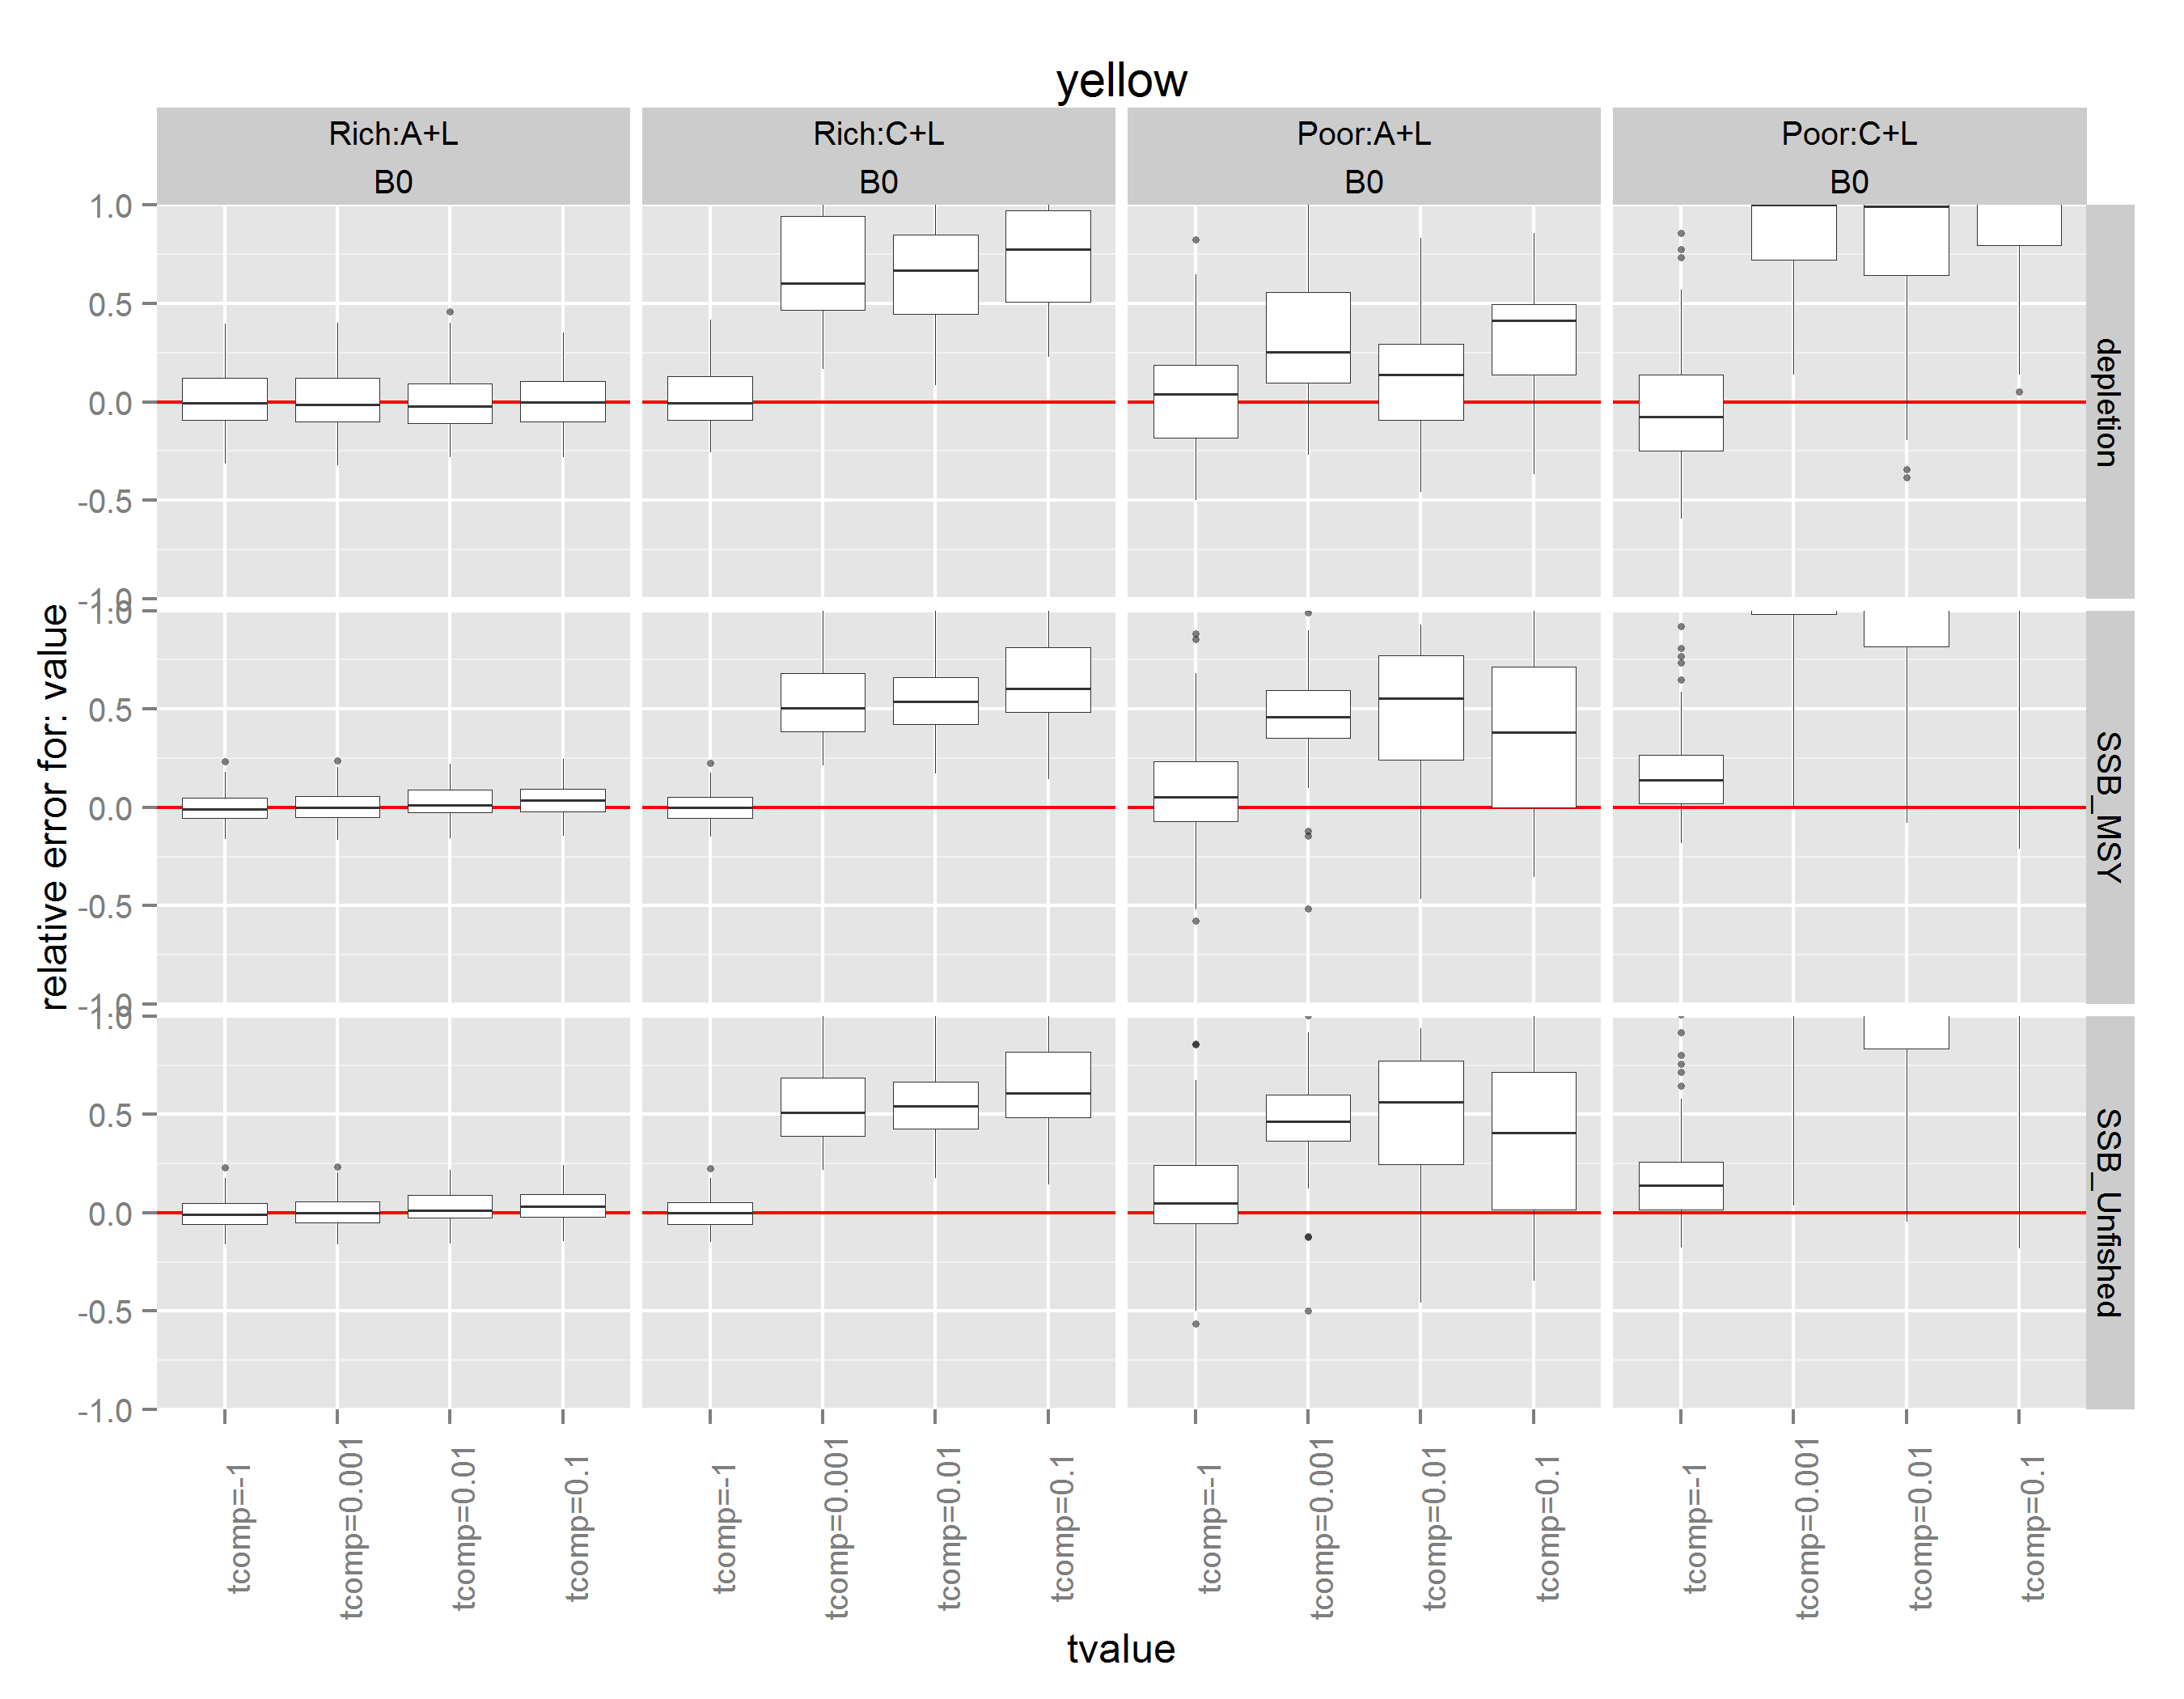 yellow
Rich:A+L
Rich:C+L
Poor:A+L
Poor:C+L
B0
B0
B0
B0
relative error for: value
1.0
0.5
0.0
-0.5
-1.0
depletion
1.0
0.5
0.0
-0.5
-1.0
SSB_MSY
1.0
0.5
0.0
-0.5
-1.0
SSB_Unfished
tcomp=-1
tcomp=0.001
tcomp=0.01
tcomp=0.1
tcomp=-1
tcomp=0.001
tcomp=0.01
tcomp=0.1
tcomp=-1
tcomp=0.001
tcomp=0.01
tcomp=0.1
tcomp=-1
tcomp=0.001
tcomp=0.01
tcomp=0.1
tvalue